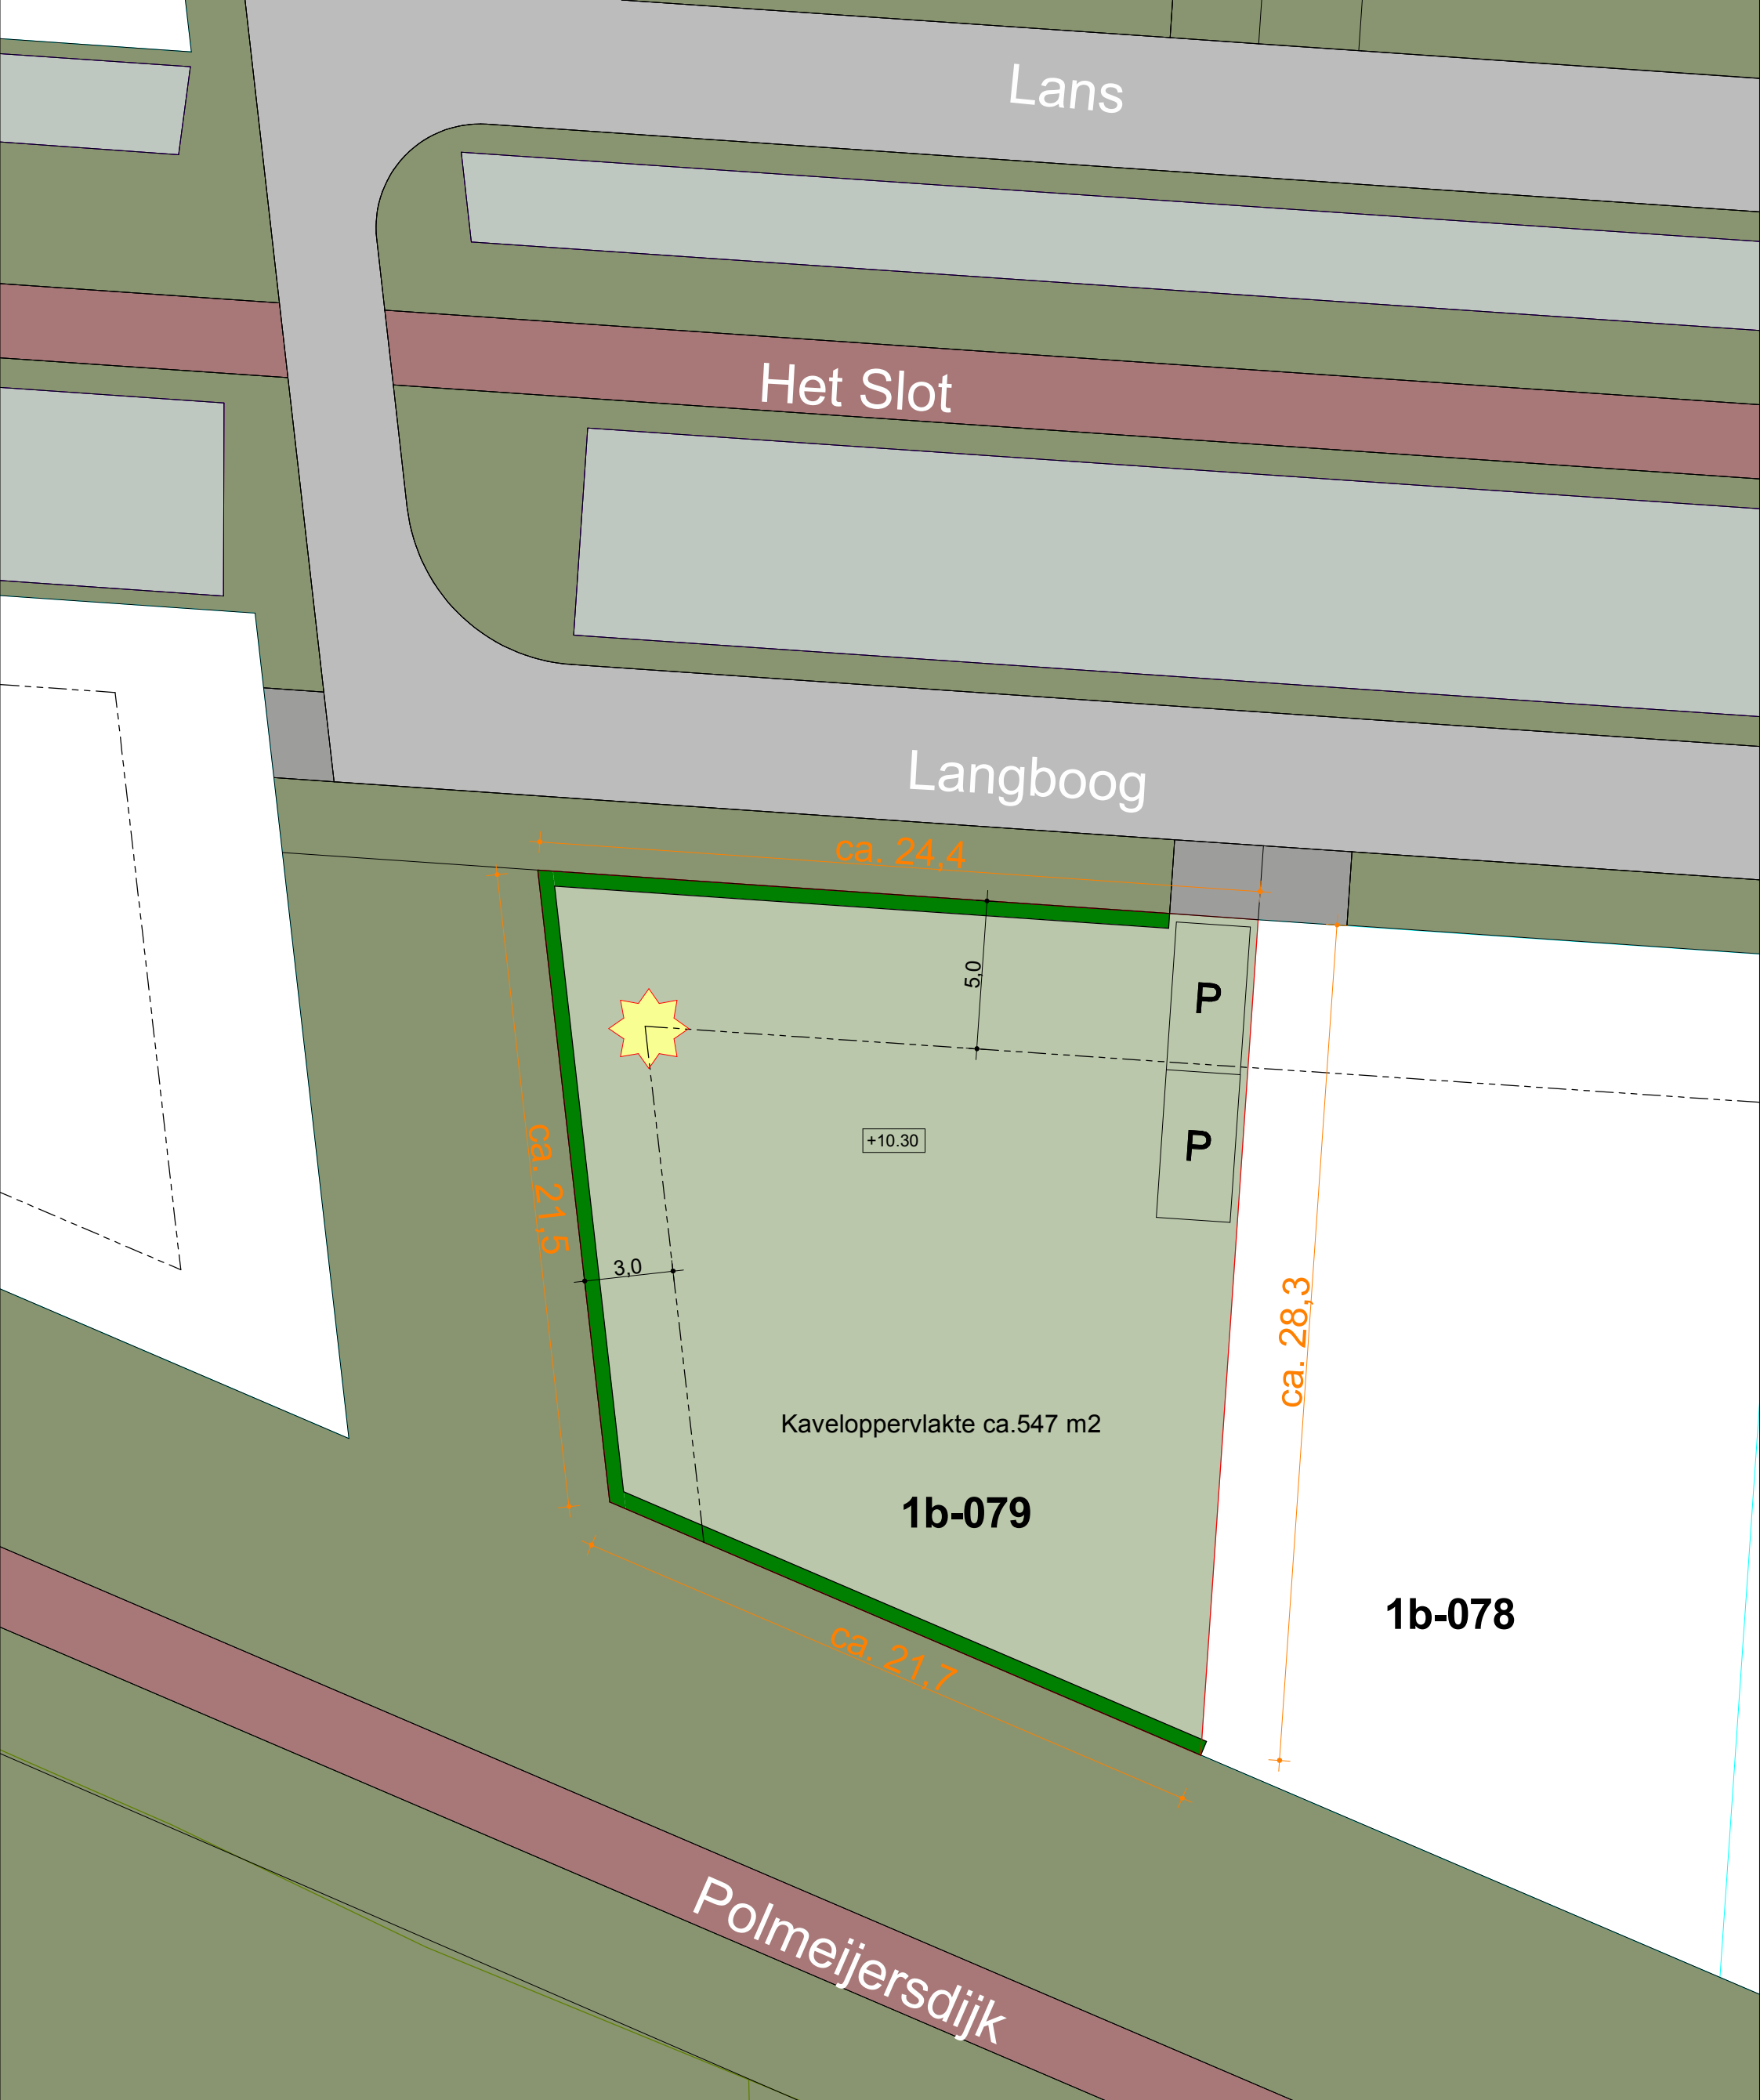 Lans
Het Slot
Langboog
ca. 24,4
5,0
P
+10.30
P
ca. 21,5
3,0
ca. 28,3
Kaveloppervlakte ca.547 m2
1b-079
1b-078
ca. 21,7
Polmeijersdijk